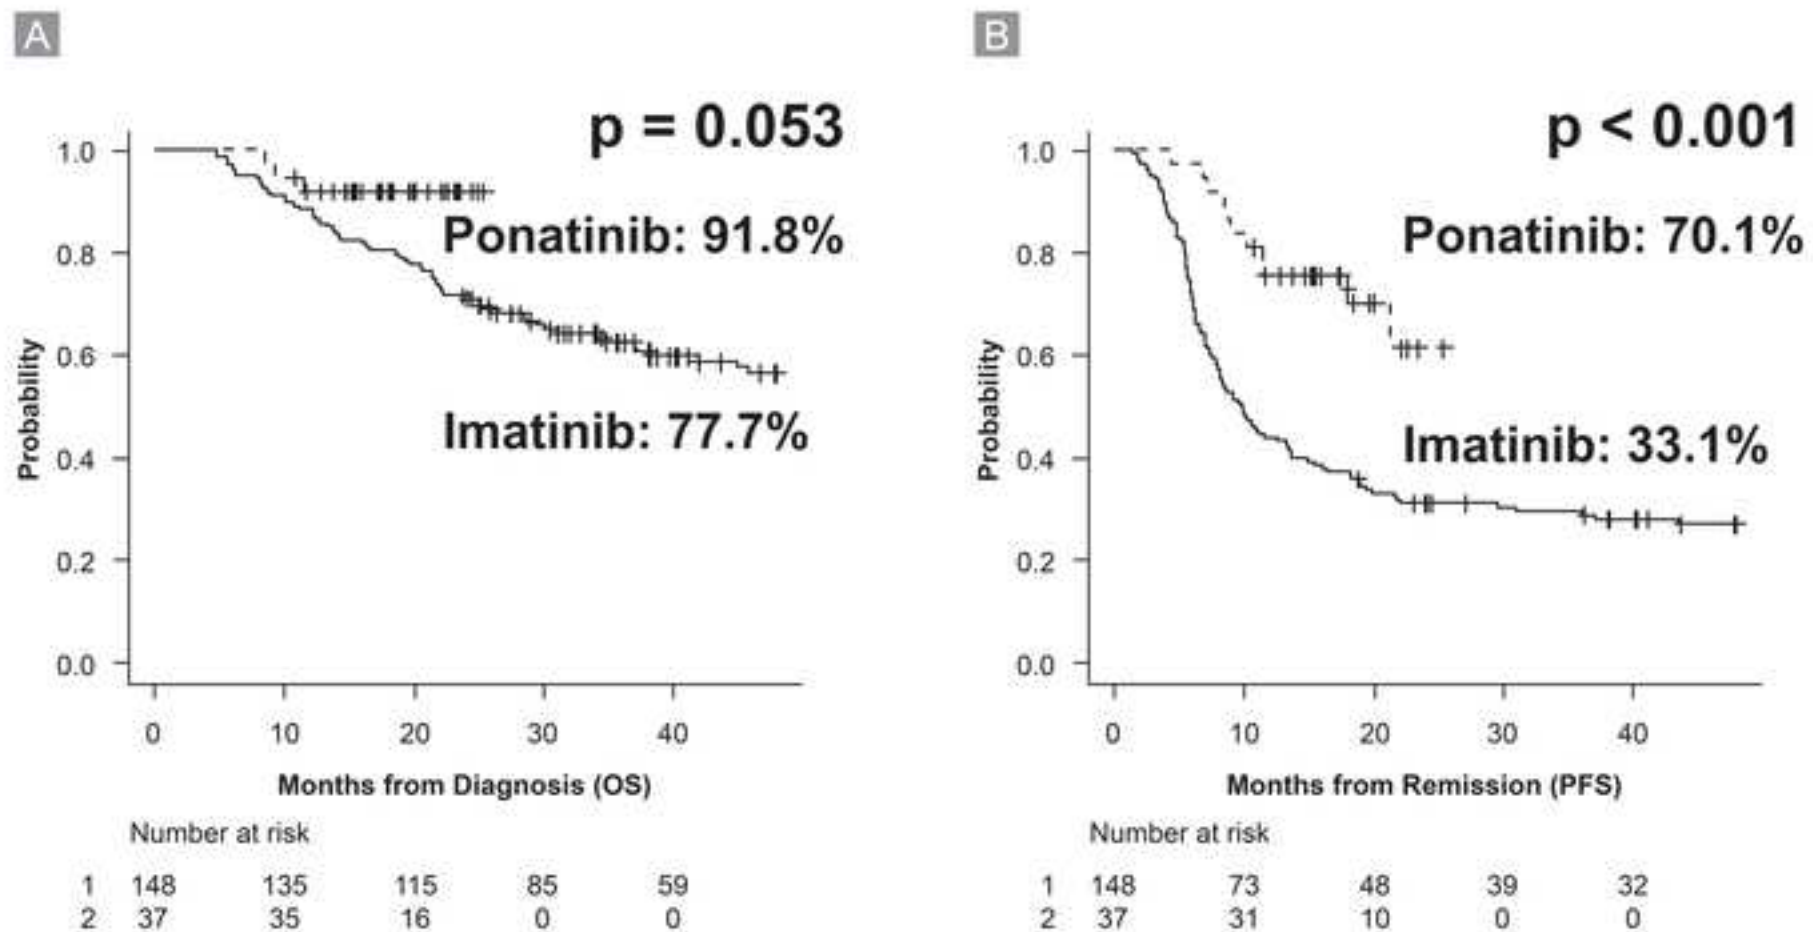 A
p = 0.053
1.0
0.8
0.6
0.4
0.2
0.0
Probability
Ponatinib: 91.8%
Imatinib: 77.7%
0 10 20 30 40
Months from Diagnosis (OS)
Number at risk
1 148 135 115 85 59
2 37 35 16 0 0
B
p < 0.001
1.0
0.8
0.6
0.4
0.2
0.0
Probability
Ponatinib: 70.1%
Imatinib: 33.1%
0 10 20 30 40
Months from Remission (PFS)
Number at risk
1 148 73 48 39 32
2 37 31 10 0 0